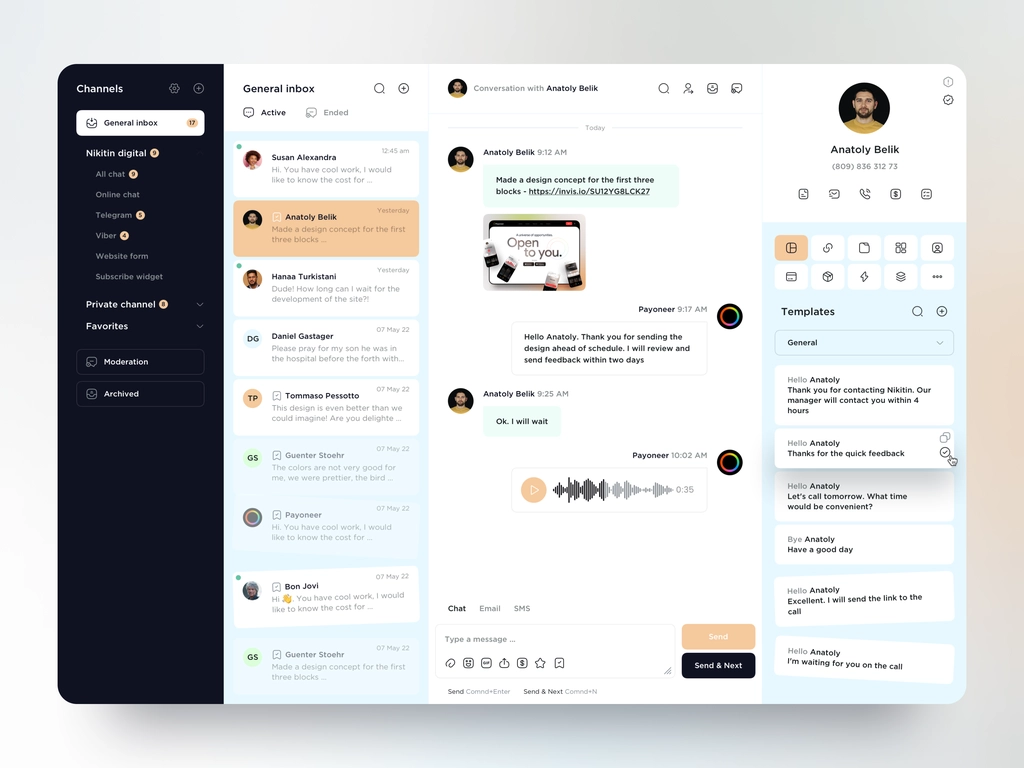 Channels
General inbox
17
Nikitin digital 9
All chat 9
Online chat
Telegram 5
Viber 4
Website form
Subscribe widget
Private channel 8
Favorites
Moderation
Archived
General inbox
Active
Ended
12:45 am
Susan Alexandra
Hi. You have cool work, I would
like to know the cost for ...
Yesterday
Anatoly Belik
Made a design concept for the first
three blocks ...
Yesterday
Hanaa Turkistani
Dude! How long can I wait for the
development of the site?!
07 May 22
DG
Daniel Gastager
Please pray for my son he was in
the hospital before the forth with...
07 May 22
TP
Tommaso Pessotto
This design is even better than we
could imagine! Are you delighte ...
07 May 22
GS
Guenter Stoehr
The colors are not very good for
me, we were prettier, the bird ...
07 May 22
Payoneer
Hi. You have cool work, I would
like to know the cost for ...
07 May 22
Bon Jovi
Hi 👋. You have cool work, I would
like to know the cost for ...
07 May 22
GS
Guenter Stoehr
Made a design concept for the first
three blocks ...
Conversation with Anatoly Belik
Today
Anatoly Belik 9:12 AM
Made a design concept for the first three
blocks - https://invis.io/SU12YG8LCK27
Open
to you.
Payoneer 9:17 AM
Hello Anatoly. Thank you for sending the
design ahead of schedule. I will review and
send feedback within two days
Anatoly Belik 9:25 AM
Ok. I will wait
Payoneer 10:02 AM
0:35
Chat
Email
SMS
Type a message ...
GIF
Send
Send & Next
Send Comnd+Enter
Send & Next Comnd+N
Anatoly Belik
(809) 836 312 73
Templates
General
Hello Anatoly
Thank you for contacting Nikitin. Our
manager will contact you within 4
hours
Hello Anatoly
Thanks for the quick feedback
Hello Anatoly
Let's call tomorrow. What time
would be convenient?
Bye Anatoly
Have a good day
Hello Anatoly
Excellent. I will send the link to the
call
Hello Anatoly
I'm waiting for you on the call